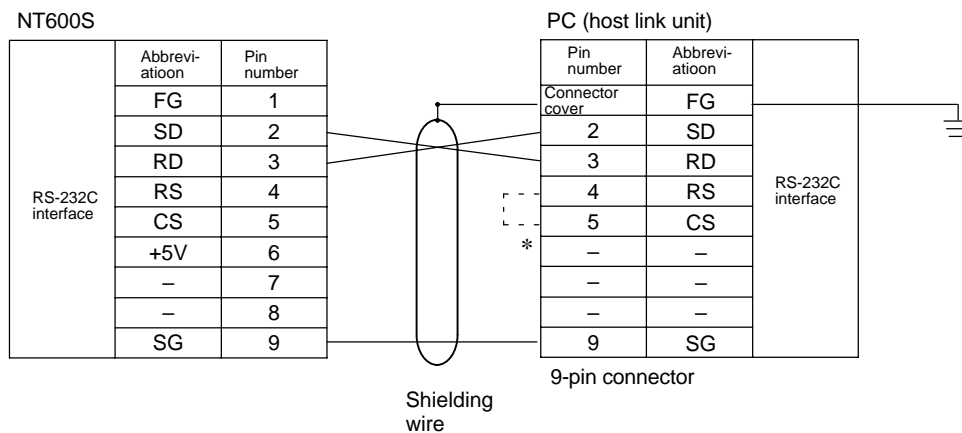 NT600S
PC (host link unit)
RS-232C
interface
Abbrevi-
atioon
Pin
number
FG 1
SD 2
RD 3
RS 4
CS 5
+5V 6
– 7
– 8
SG 9
Pin
number
Abbrevi-
atioon
Connector
cover
FG
2 SD
3 RD
4 RS
5 CS
– –
– –
– –
9 SG
RS-232C
interface
*
9-pin connector
Shielding
wire